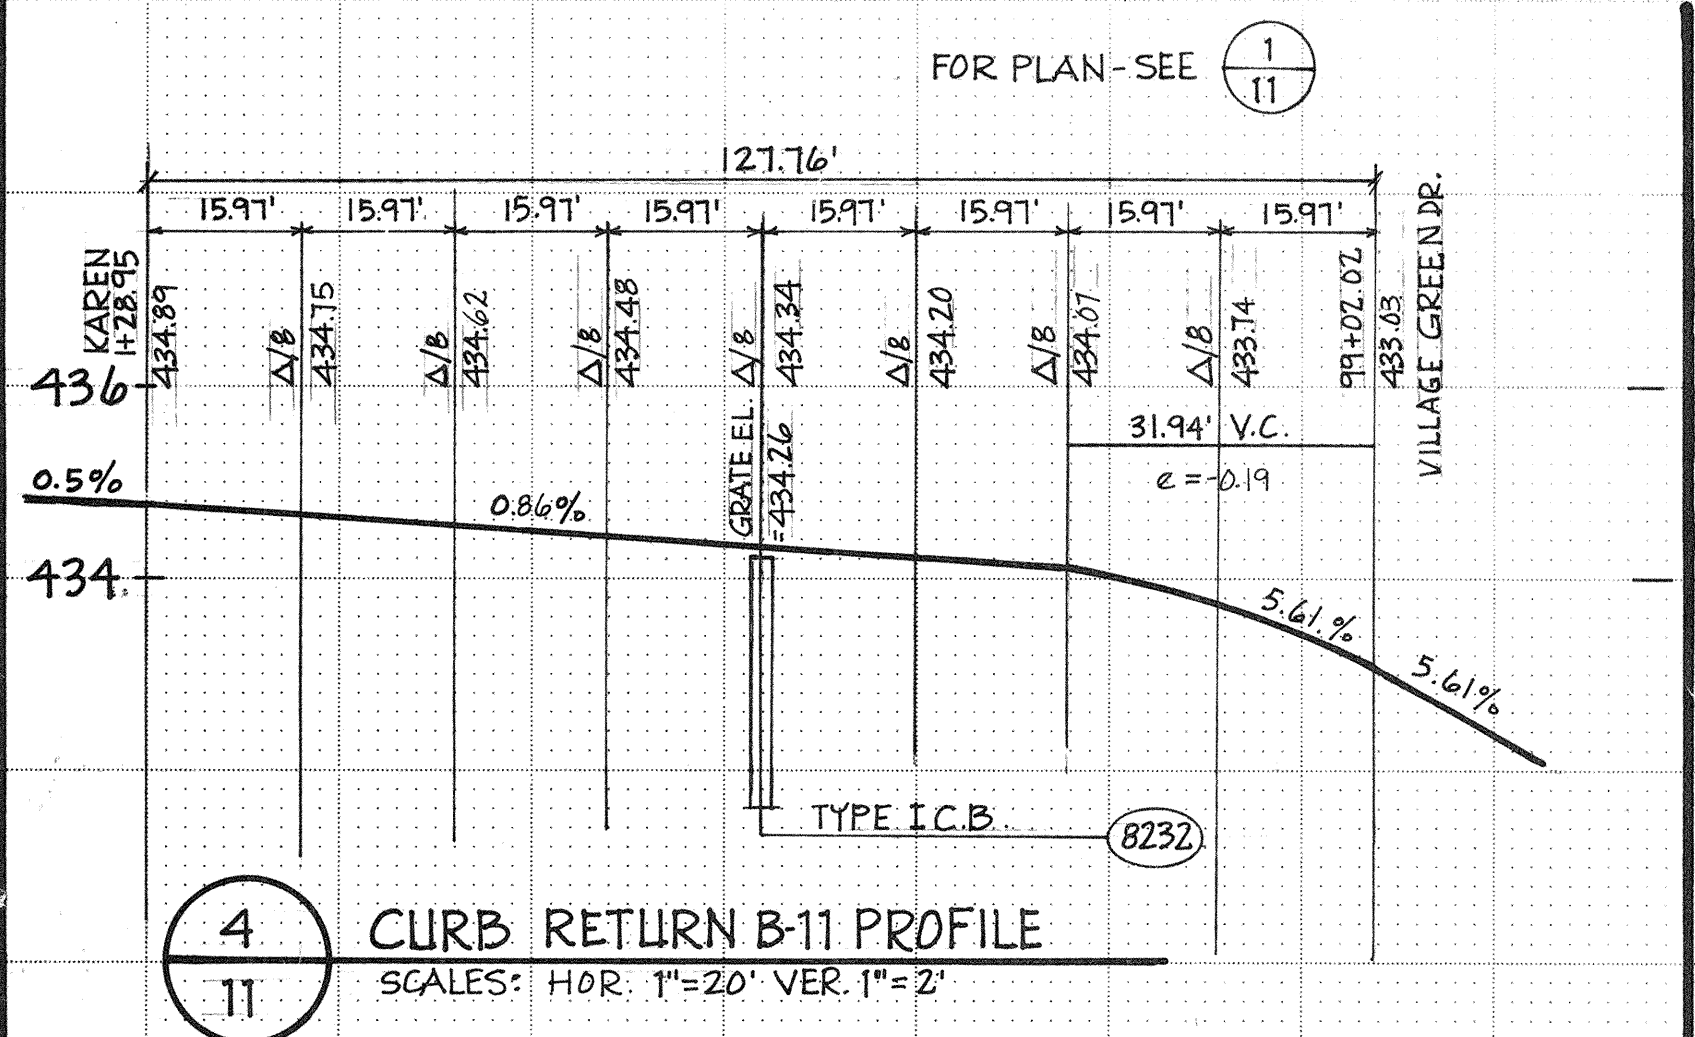 FOR PLAN - SEE 1/11
127.76'
15.97' 15.97' 15.97' 15.97' 15.97' 15.97' 15.97' 15.97'
KAREN
1+28.95
434.89
Δ/8
434.75
Δ/8
434.62
Δ/8
434.48
Δ/8
434.34
Δ/8
434.20
Δ/8
434.07
Δ/8
433.74
99+02.02
433.03
VILLAGE GREEN DR.
436
GRATE EL.
=434.26
31.94' V.C.
e = -0.19
0.5%
0.86%
434
5.61.%
5.61%
TYPE I C.B.
8232
4
11
CURB RETURN B-11 PROFILE
SCALES: HOR. 1"=20' VER. 1"=2'